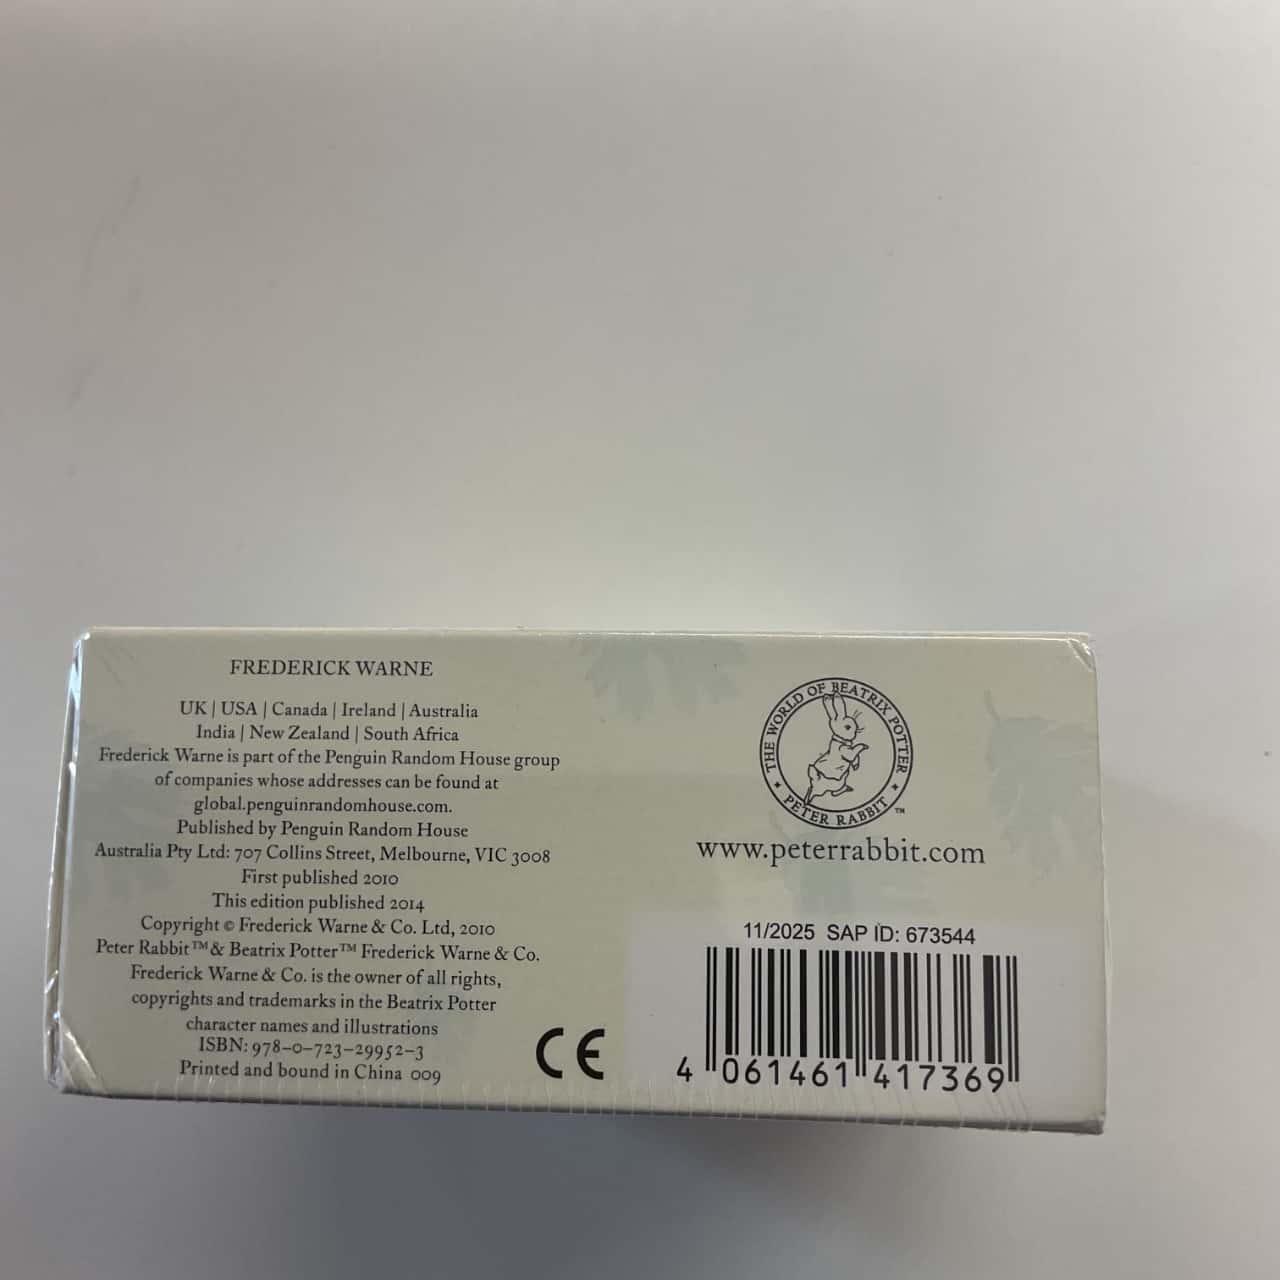 FREDERICK WARNE
UK | USA | Canada | Ireland | Australia
India | New Zealand | South Africa
Frederick Warne is part of the Penguin Random House group
of companies whose addresses can be found at
global.penguinrandomhouse.com.
Published by Penguin Random House
Australia Pty Ltd: 707 Collins Street, Melbourne, VIC 3008
First published 2010
This edition published 2014
Copyright © Frederick Warne & Co. Ltd, 2010
Peter Rabbit™ & Beatrix Potter™ Frederick Warne & Co.
Frederick Warne & Co. is the owner of all rights,
copyrights and trademarks in the Beatrix Potter
character names and illustrations
ISBN: 978-0-723-29952-3
Printed and bound in China 009
CE
THE WORLD OF BEATRIX POTTER
★ PETER RABBIT ★ ™
www.peterrabbit.com
11/2025 SAP ID: 673544
4 061461 417369